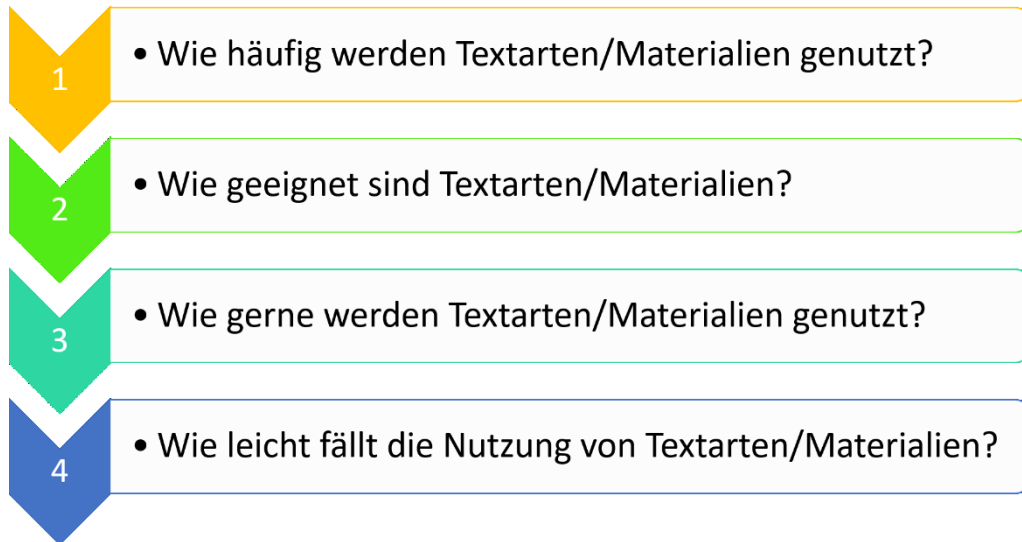 1
• Wie häufig werden Textarten/Materialien genutzt?
2
• Wie geeignet sind Textarten/Materialien?
3
• Wie gerne werden Textarten/Materialien genutzt?
4
• Wie leicht fällt die Nutzung von Textarten/Materialien?